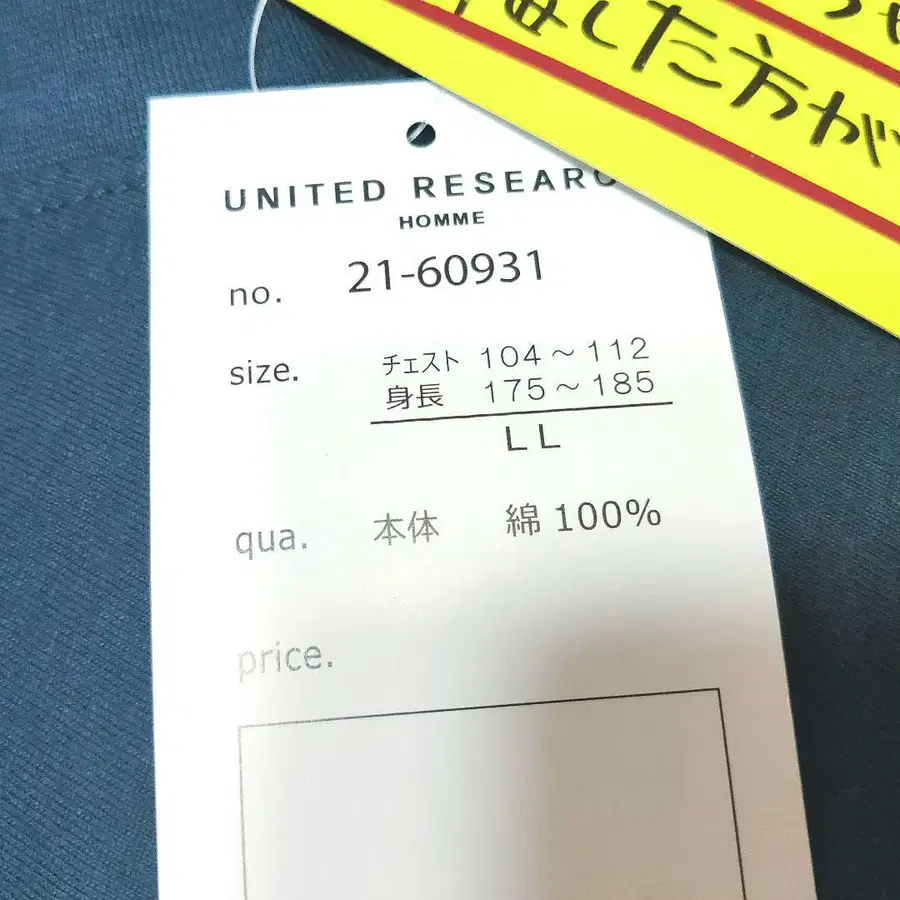 した方が
UNITED RESEARC
HOMME
no. 21-60931
size. チェスト 104～112
身長 175～185
LL
qua. 本体 綿 100%
price.